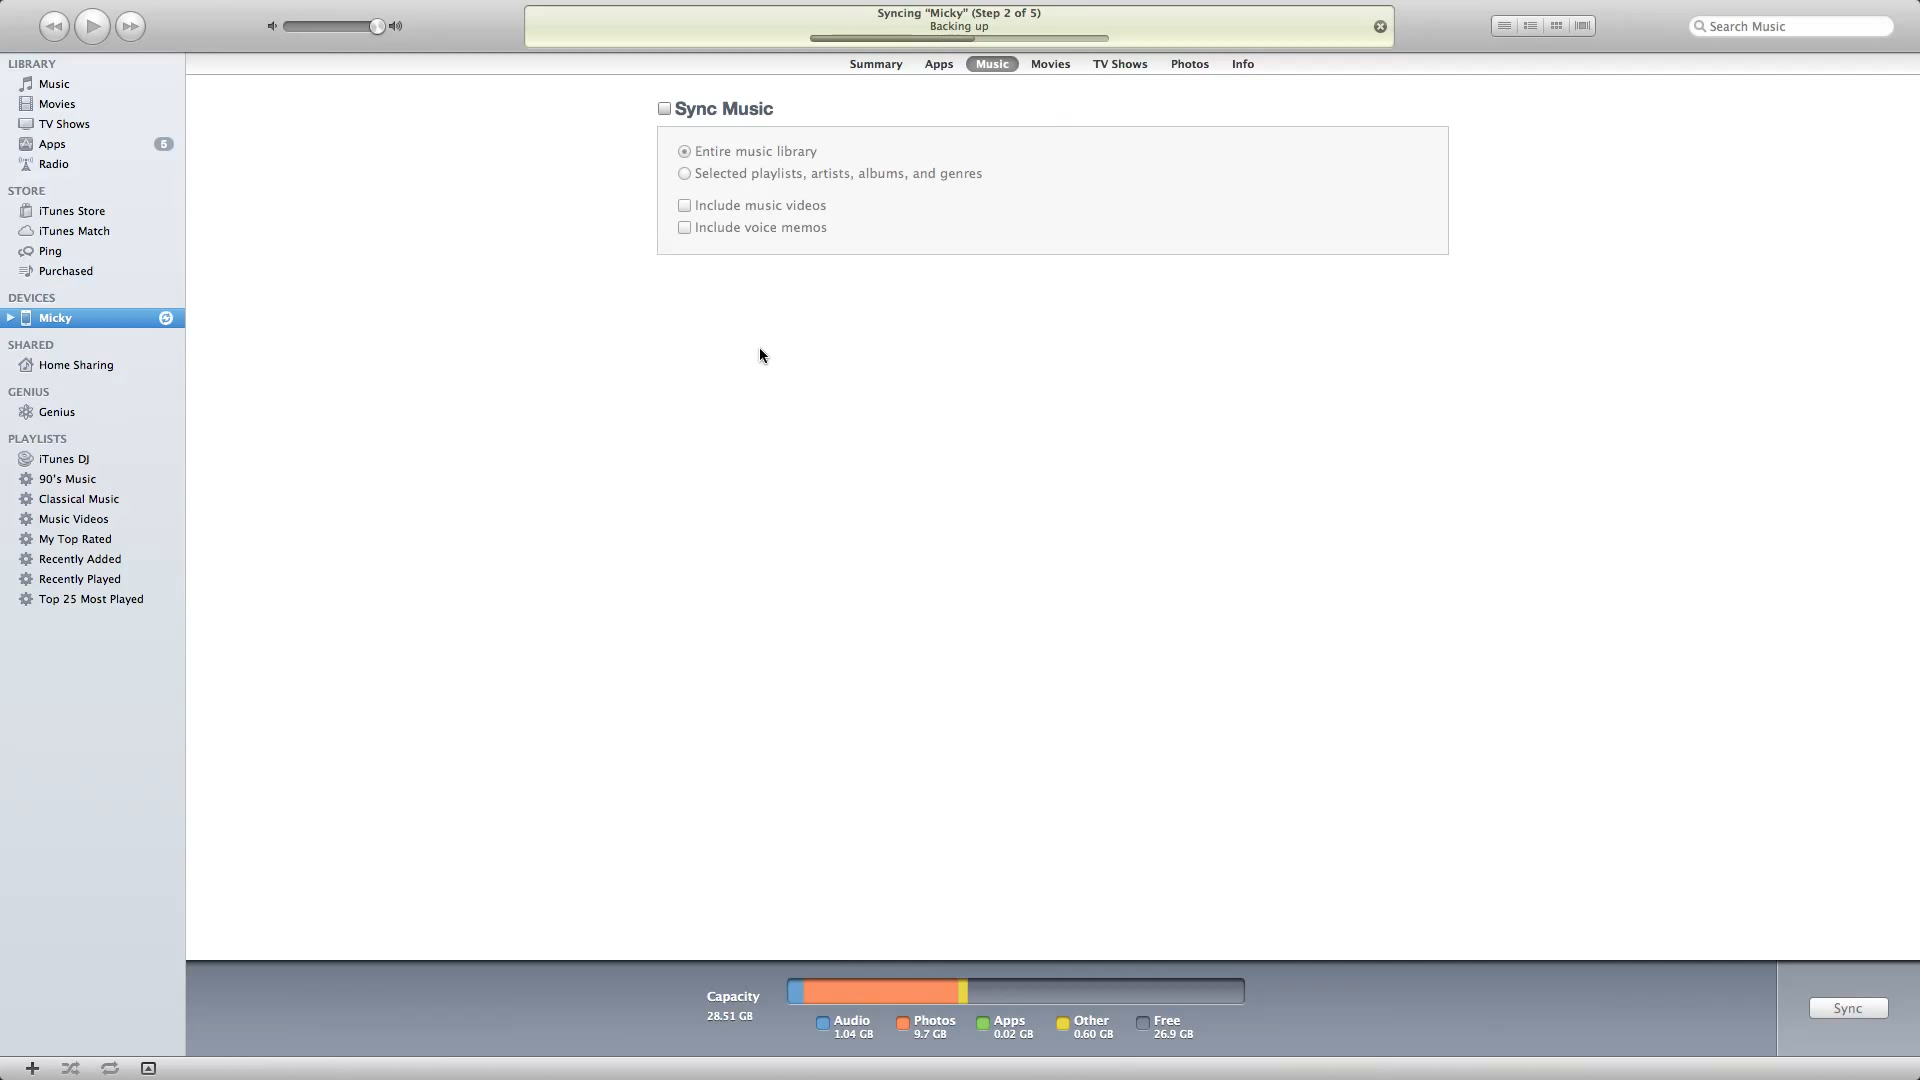 Syncing “Micky” (Step 2 of 5)
Backing up
Search Music
LIBRARY
Music
Movies
TV Shows
Apps 5
Radio
STORE
iTunes Store
iTunes Match
Ping
Purchased
DEVICES
Micky
SHARED
Home Sharing
GENIUS
Genius
PLAYLISTS
iTunes DJ
90’s Music
Classical Music
Music Videos
My Top Rated
Recently Added
Recently Played
Top 25 Most Played
Summary Apps Music Movies TV Shows Photos Info
Sync Music
Entire music library
Selected playlists, artists, albums, and genres
Include music videos
Include voice memos
Capacity
28.51 GB
Audio
1.04 GB
Photos
9.7 GB
Apps
0.02 GB
Other
0.60 GB
Free
26.9 GB
Sync